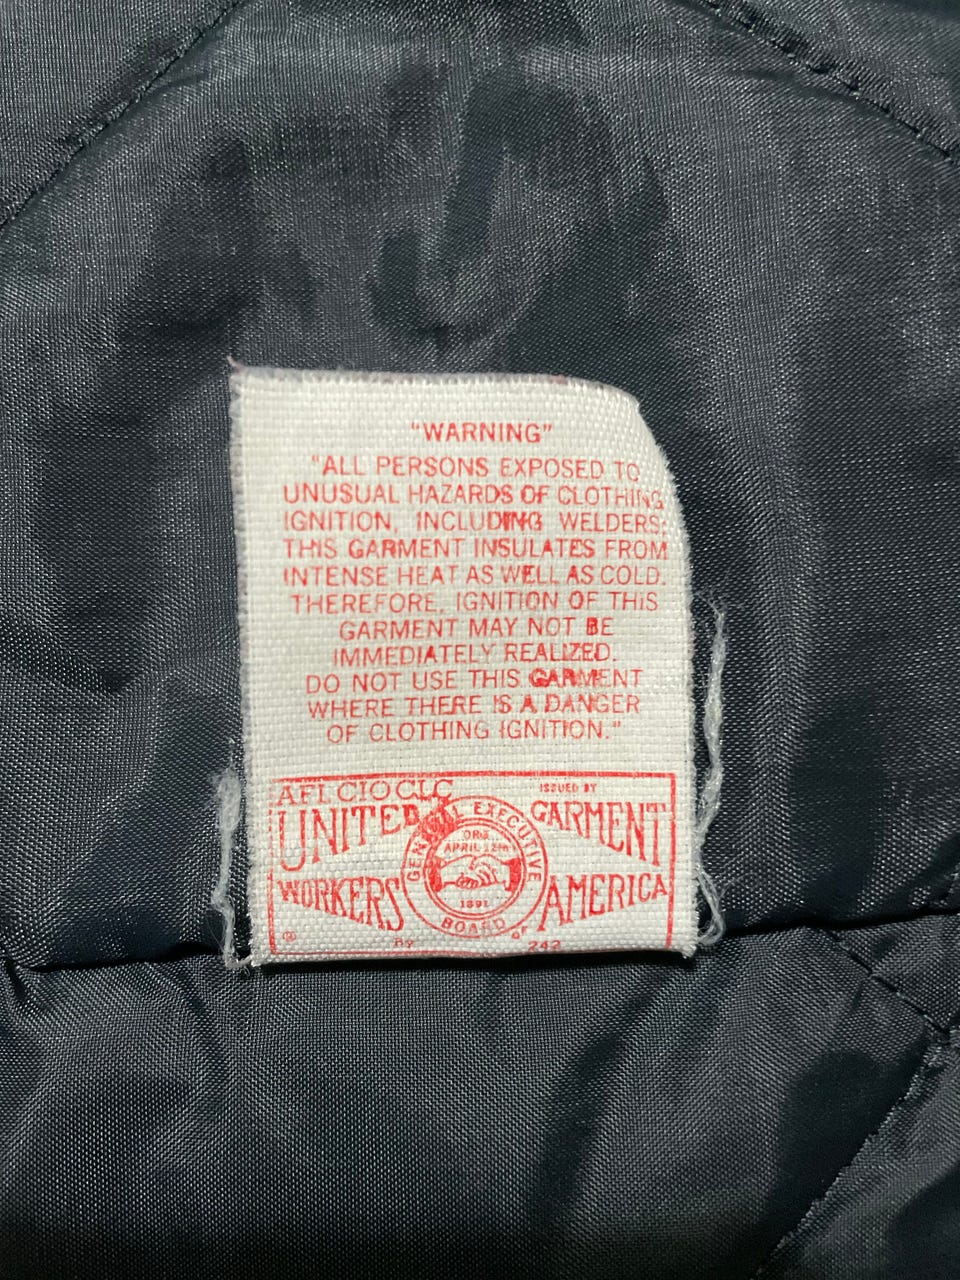 "WARNING"
"ALL PERSONS EXPOSED TO
UNUSUAL HAZARDS OF CLOTHING
IGNITION, INCLUDING WELDERS:
THIS GARMENT INSULATES FROM
INTENSE HEAT AS WELL AS COLD.
THEREFORE, IGNITION OF THIS
GARMENT MAY NOT BE
IMMEDIATELY REALIZED.
DO NOT USE THIS GARMENT
WHERE THERE IS A DANGER
OF CLOTHING IGNITION."
AFL CIO CLC
ISSUED BY
UNITED GARMENT
WORKERS OF AMERICA
GENERAL EXECUTIVE
BOARD
ORG.
APRIL 12th
1891
®
242